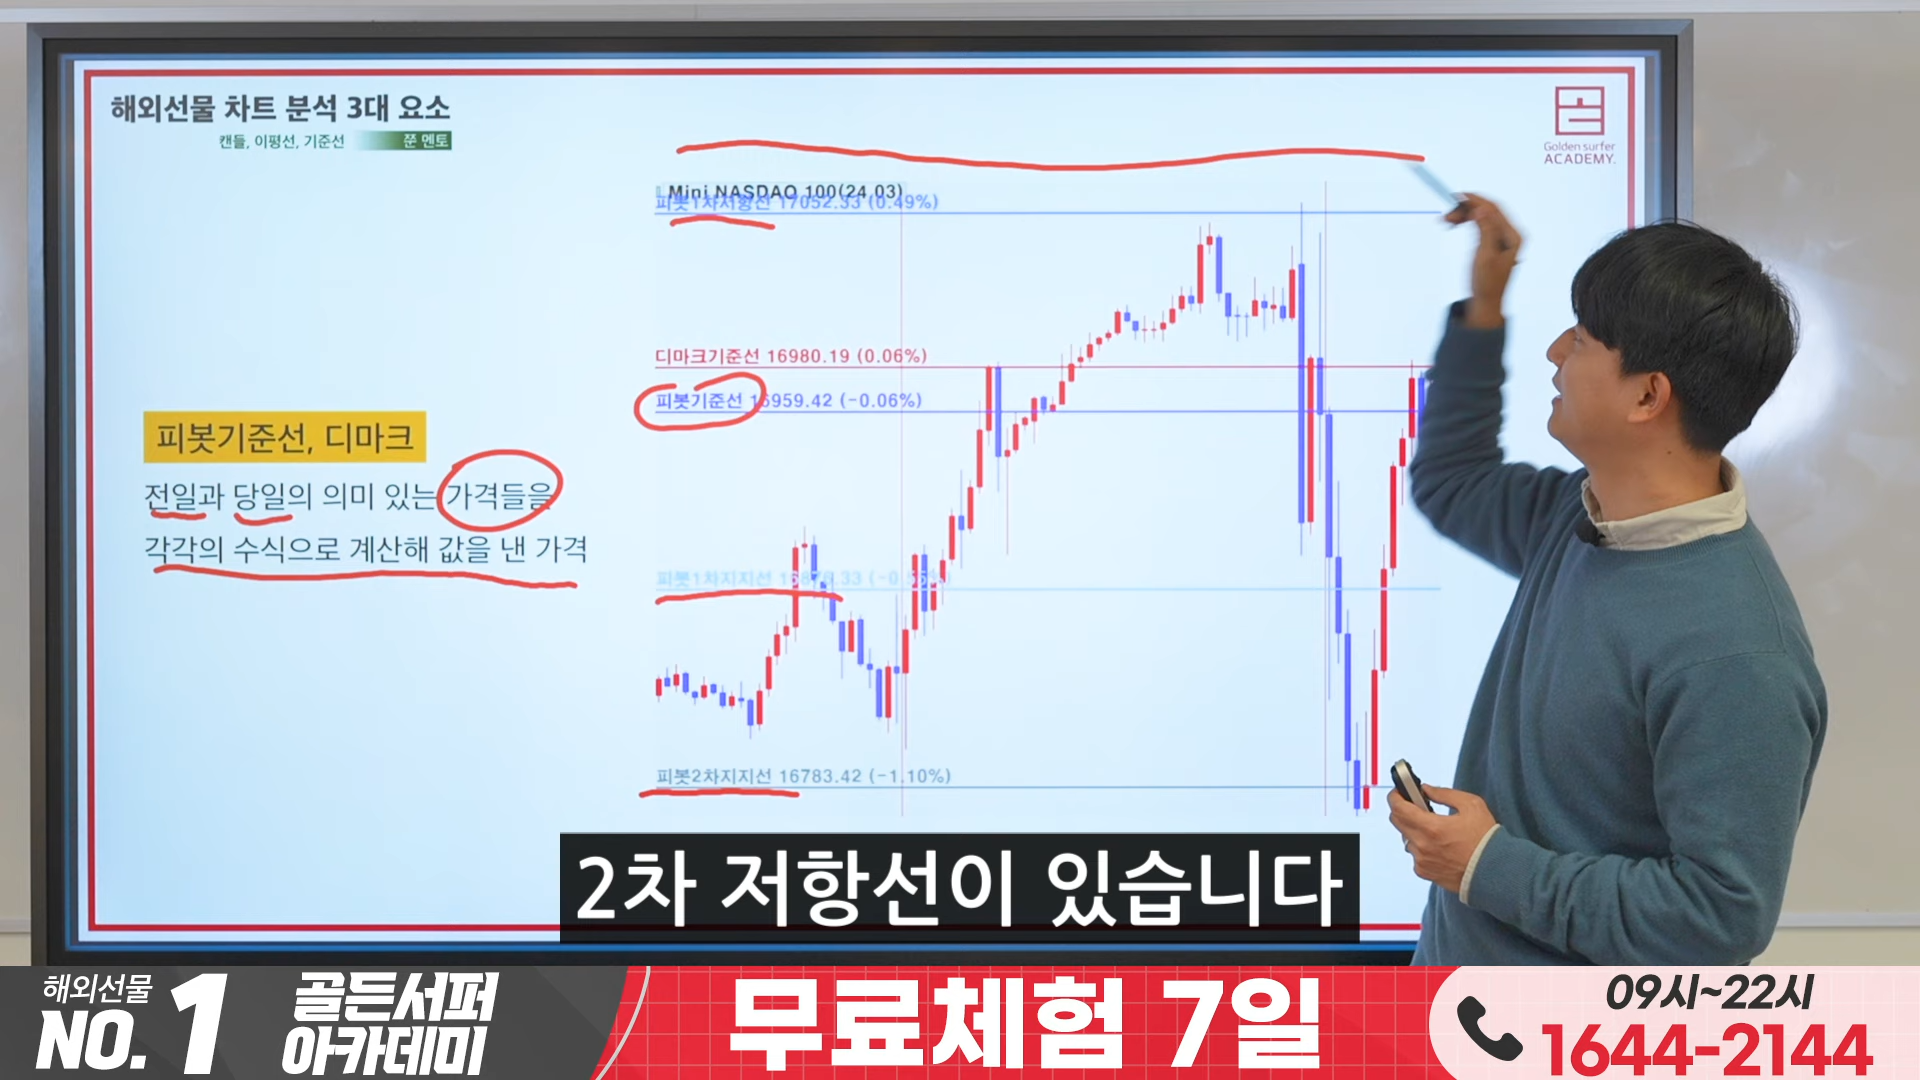 해외선물 차트 분석 3대 요소
캔들, 이평선, 기준선
쭌 멘토
Golden surfer
ACADEMY.
Mini NASDAQ 100(24.03)
피봇1차저항선 17052.33 (0.49%)
디마크기준선 16980.19 (0.06%)
피봇기준선 16959.42 (-0.06%)
피봇기준선, 디마크
전일과 당일의 의미 있는 가격들을
각각의 수식으로 계산해 값을 낸 가격
피봇1차지지선 16878.33 (-0.55%)
피봇2차지지선 16783.42 (-1.10%)
2차 저항선이 있습니다
해외선물
NO. 1
골든서퍼
아카데미
무료체험 7일
09시~22시
1644-2144